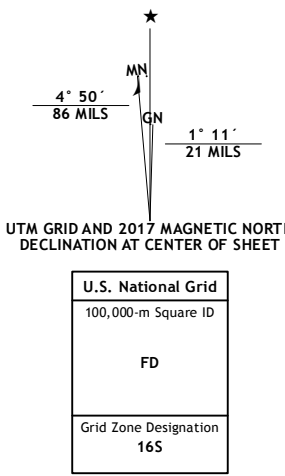 ★
MN
GN
4° 50´
86 MILS
1° 11´
21 MILS
UTM GRID AND 2017 MAGNETIC NORTH
DECLINATION AT CENTER OF SHEET
U.S. National Grid
100,000-m Square ID
FD
Grid Zone Designation
16S